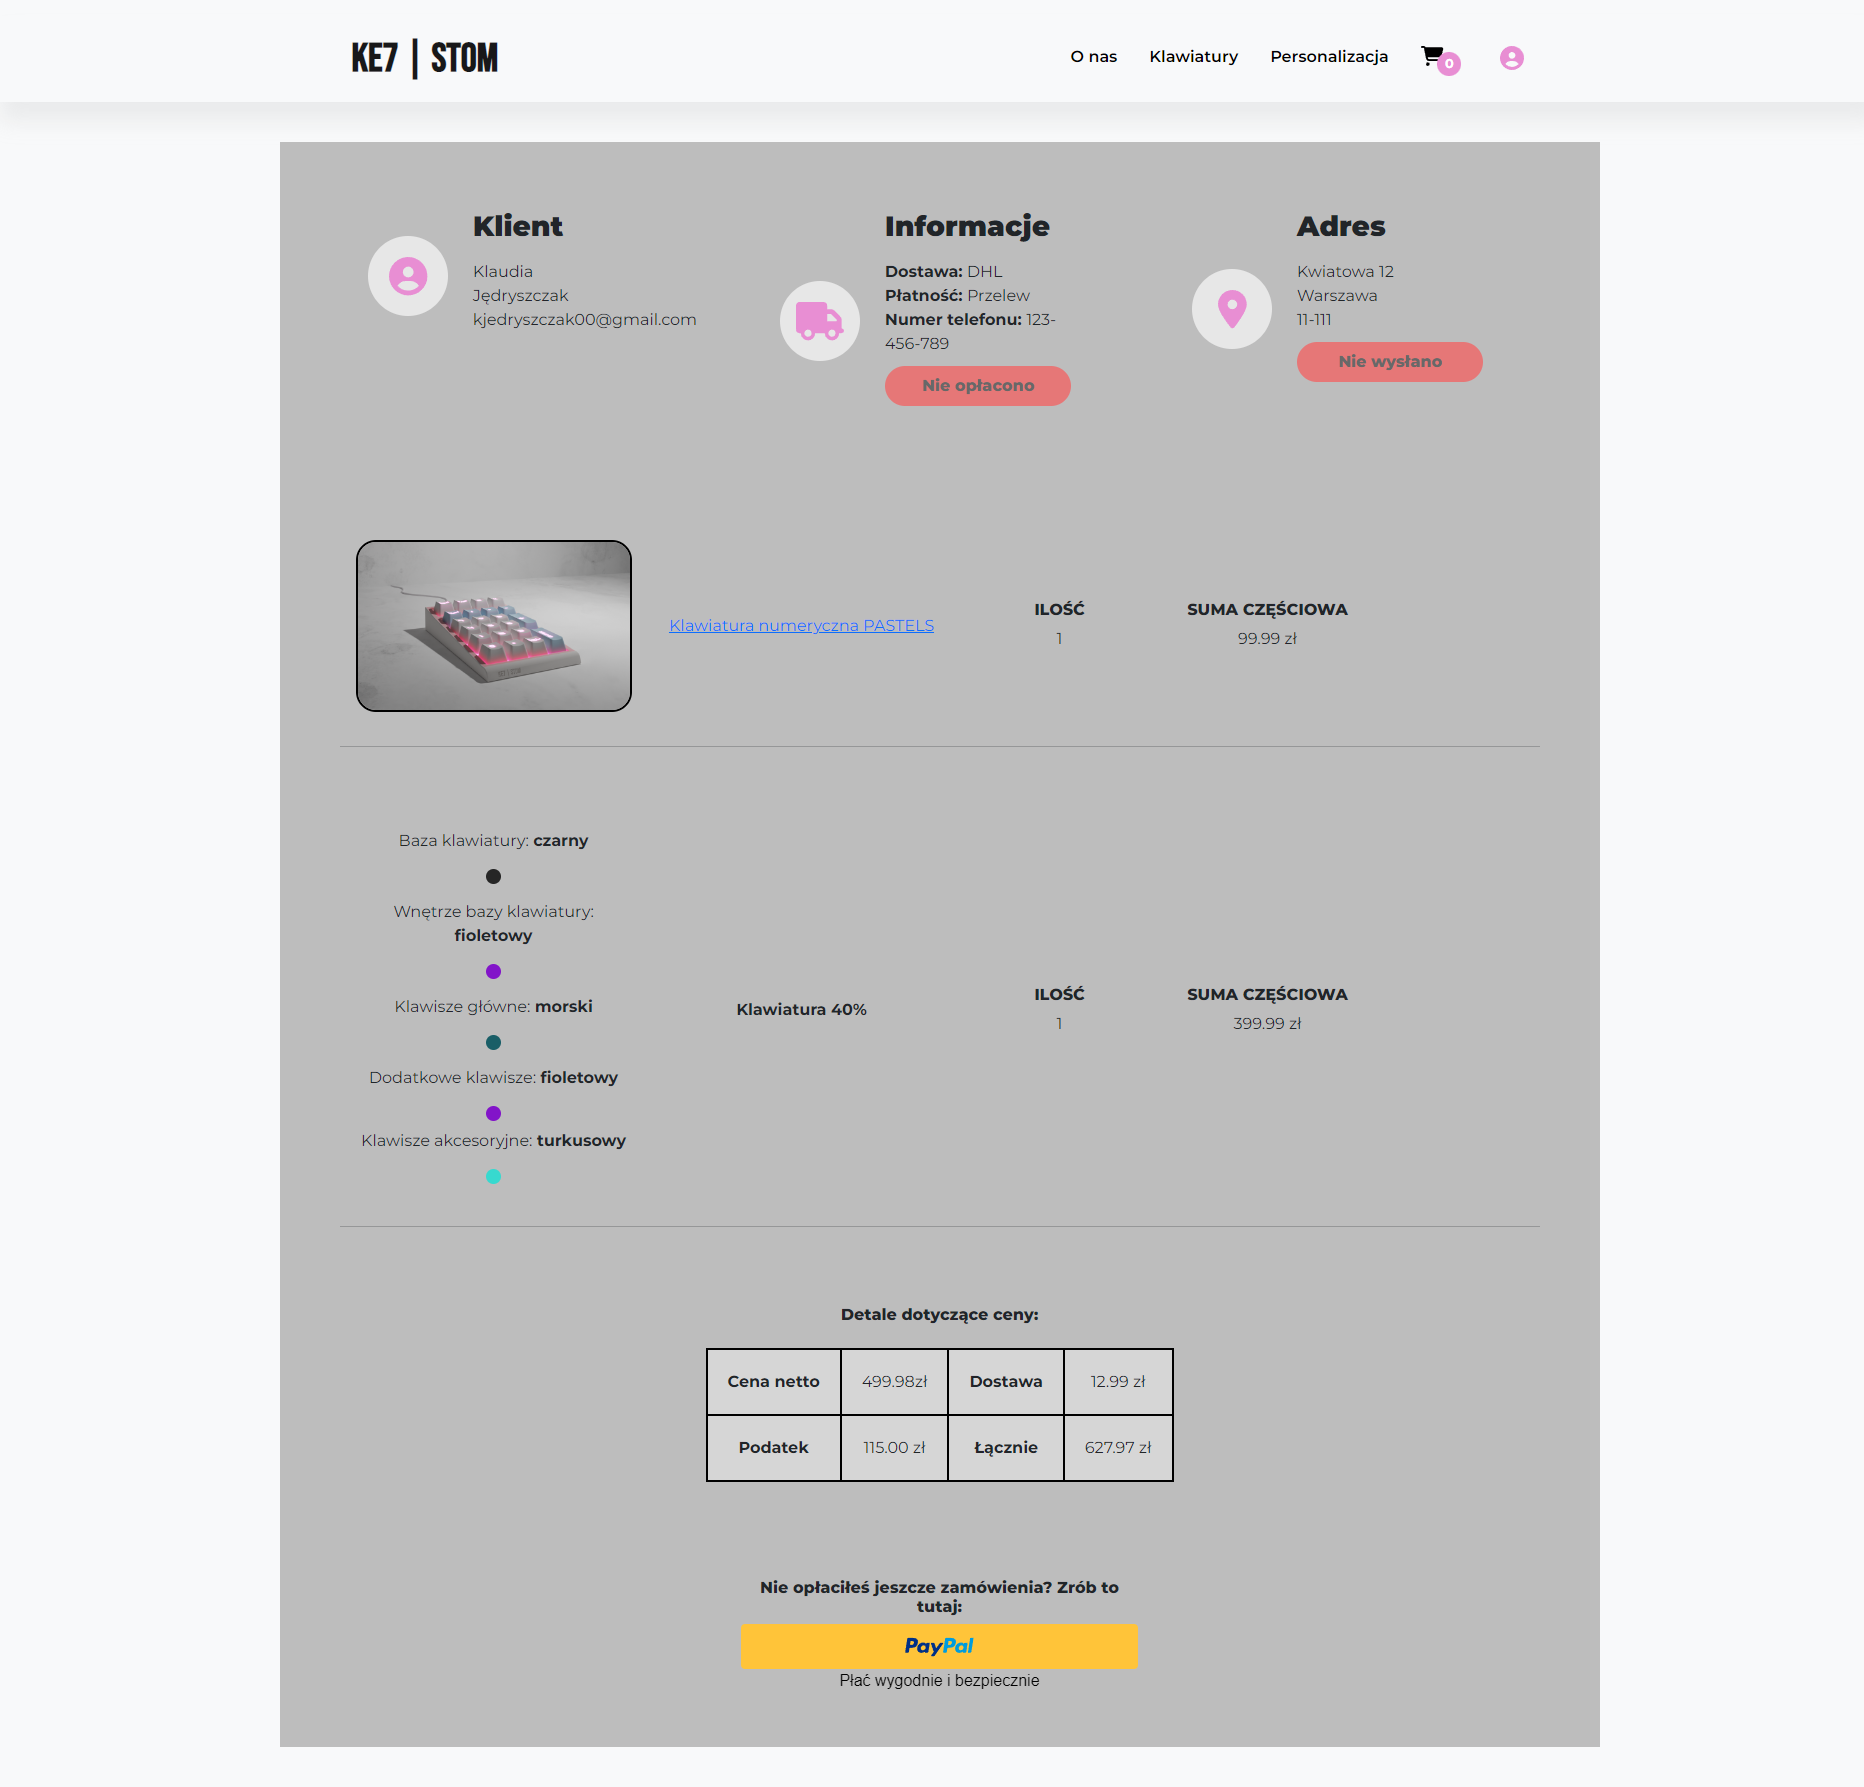 KE7 | STOM
O nas
Klawiatury
Personalizacja
0
Klient
Klaudia
Jędryszczak
kjedryszczak00@gmail.com
Informacje
Dostawa: DHL
Płatność: Przelew
Numer telefonu: 123-
456-789
Nie opłacono
Adres
Kwiatowa 12
Warszawa
11-111
Nie wysłano
Klawiatura numeryczna PASTELS
ILOŚĆ
1
SUMA CZĘŚCIOWA
99.99 zł
Baza klawiatury: czarny
Wnętrze bazy klawiatury:
fioletowy
Klawisze główne: morski
Dodatkowe klawisze: fioletowy
Klawisze akcesoryjne: turkusowy
Klawiatura 40%
ILOŚĆ
1
SUMA CZĘŚCIOWA
399.99 zł
Detale dotyczące ceny:
Cena netto 499.98zł Dostawa 12.99 zł
Podatek 115.00 zł Łącznie 627.97 zł
Nie opłaciłeś jeszcze zamówienia? Zrób to
tutaj:
PayPal
Płać wygodnie i bezpiecznie